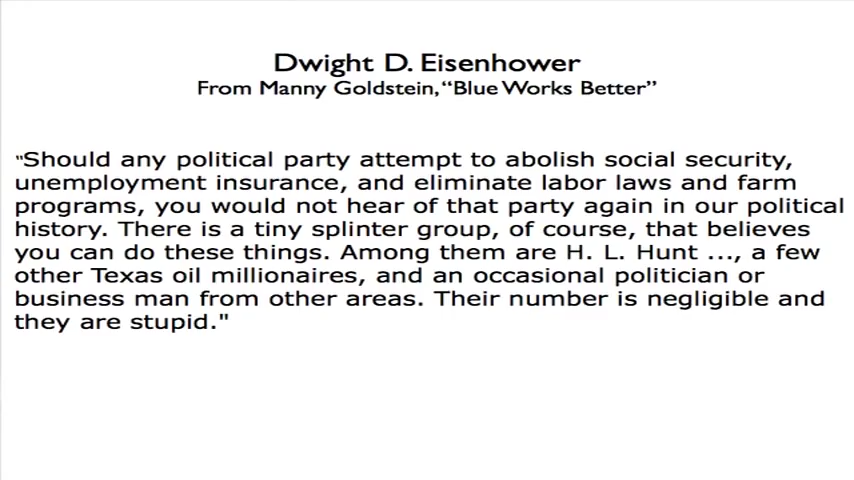 Dwight D. Eisenhower
From Manny Goldstein, “Blue Works Better”
"Should any political party attempt to abolish social security,
unemployment insurance, and eliminate labor laws and farm
programs, you would not hear of that party again in our political
history. There is a tiny splinter group, of course, that believes
you can do these things. Among them are H. L. Hunt ..., a few
other Texas oil millionaires, and an occasional politician or
business man from other areas. Their number is negligible and
they are stupid."